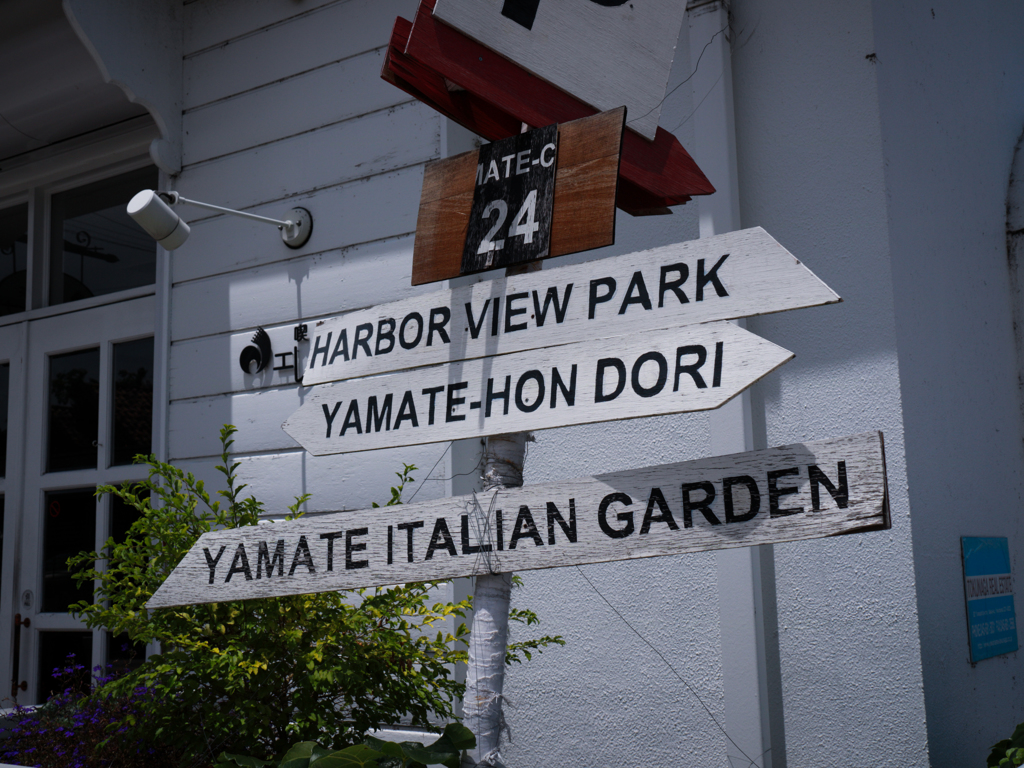 MATE-C
24
HARBOR VIEW PARK
YAMATE-HON DORI
YAMATE ITALIAN GARDEN